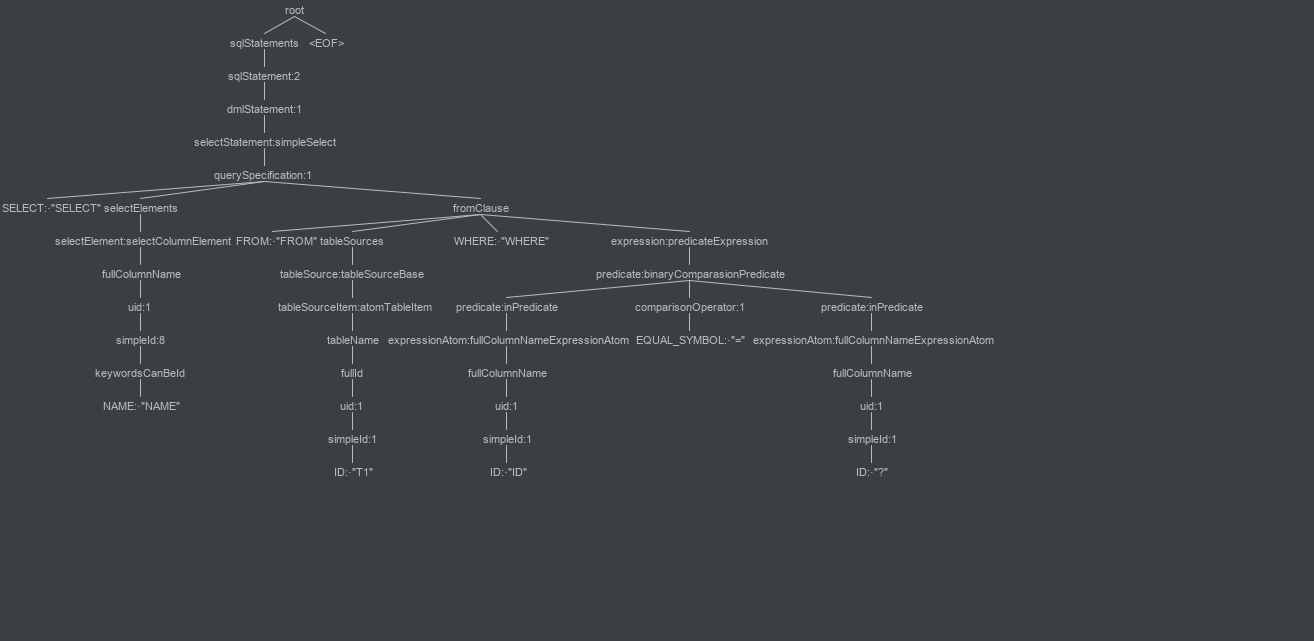 root
sqlStatements <EOF>
sqlStatement:2
dmlStatement:1
selectStatement:simpleSelect
querySpecification:1
SELECT:·"SELECT" selectElements fromClause
selectElement:selectColumnElement FROM:·"FROM" tableSources WHERE:·"WHERE" expression:predicateExpression
fullColumnName tableSource:tableSourceBase predicate:binaryComparasionPredicate
uid:1 tableSourceItem:atomTableItem predicate:inPredicate comparisonOperator:1 predicate:inPredicate
simpleId:8 tableName expressionAtom:fullColumnNameExpressionAtom EQUAL_SYMBOL:·"=" expressionAtom:fullColumnNameExpressionAtom
keywordsCanBeId fullId fullColumnName fullColumnName
NAME:·"NAME" uid:1 uid:1 uid:1
simpleId:1 simpleId:1 simpleId:1
ID:·"T1" ID:·"ID" ID:·"?"